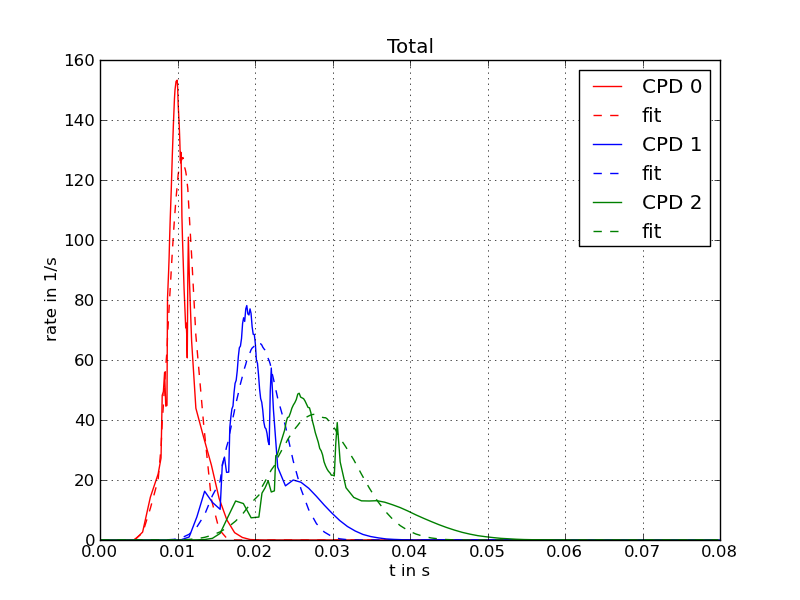 Total
160
140
120
100
80
60
40
20
0
rate in 1/s
0.00 0.01 0.02 0.03 0.04 0.05 0.06 0.07 0.08
t in s
CPD 0
fit
CPD 1
fit
CPD 2
fit